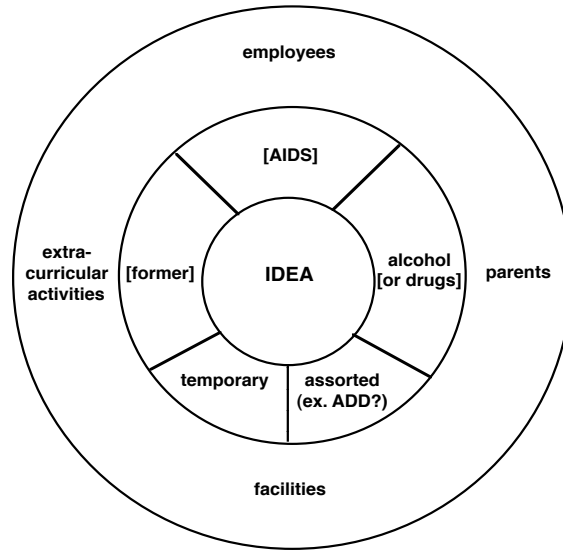 employees
[AIDS]
extra-
curricular
activities
[former]
IDEA
alcohol
[or drugs]
parents
temporary
assorted
(ex. ADD?)
facilities